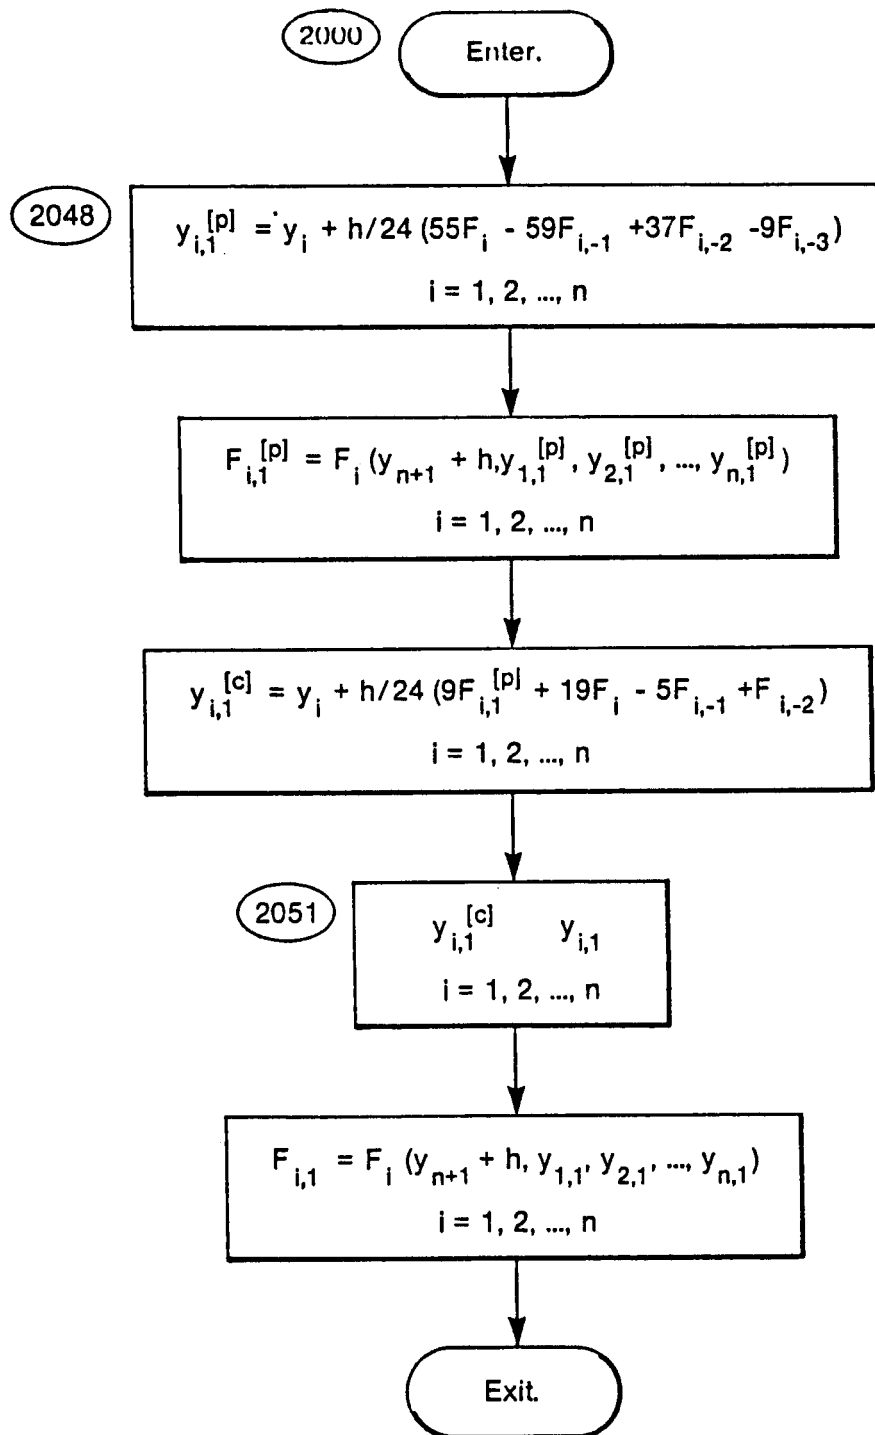 2000
Enter.
2048
y_{i,1}^{[p]} = y_i + h/24 (55F_i - 59F_{i,-1} +37F_{i,-2} -9F_{i,-3})
i = 1, 2, ..., n
F_{i,1}^{[p]} = F_i (y_{n+1} + h,y_{1,1}^{[p]}, y_{2,1}^{[p]}, ..., y_{n,1}^{[p]})
i = 1, 2, ..., n
y_{i,1}^{[c]} = y_i + h/24 (9F_{i,1}^{[p]} + 19F_i - 5F_{i,-1} +F_{i,-2})
i = 1, 2, ..., n
2051
y_{i,1}^{[c]} y_{i,1}
i = 1, 2, ..., n
F_{i,1} = F_i (y_{n+1} + h, y_{1,1}, y_{2,1}, ..., y_{n,1})
i = 1, 2, ..., n
Exit.